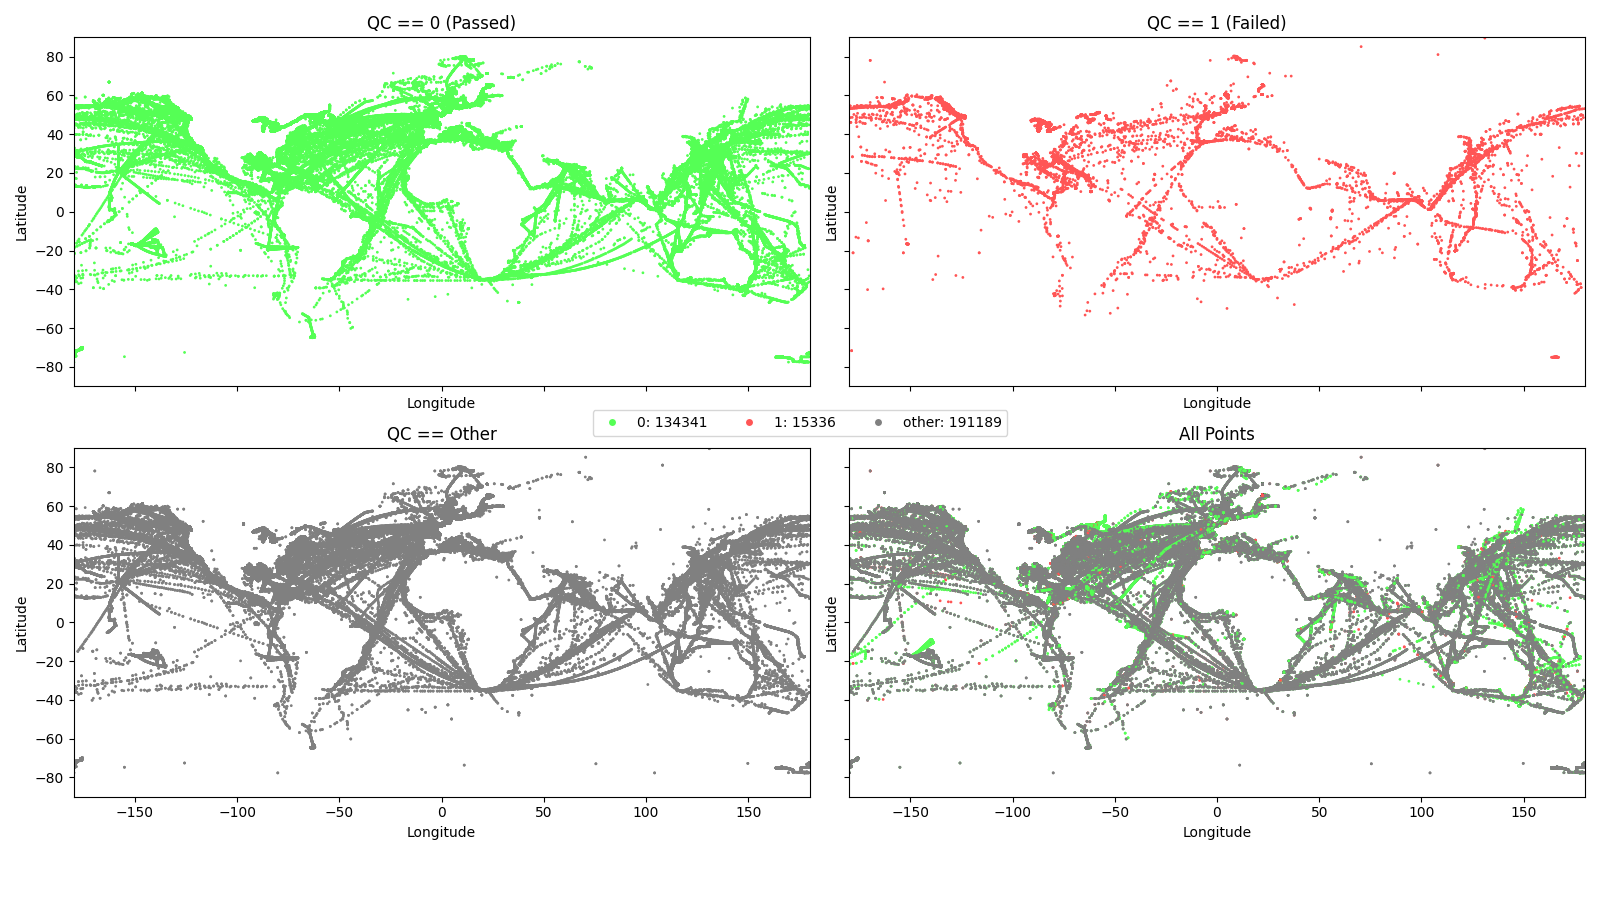 QC == 0 (Passed)
QC == 1 (Failed)
80
60
40
20
0
−20
−40
−60
−80
Latitude
Latitude
Longitude
Longitude
0: 134341
1: 15336
other: 191189
QC == Other
All Points
80
60
40
20
0
−20
−40
−60
−80
Latitude
Latitude
−150
−100
−50
0
50
100
150
−150
−100
−50
0
50
100
150
Longitude
Longitude